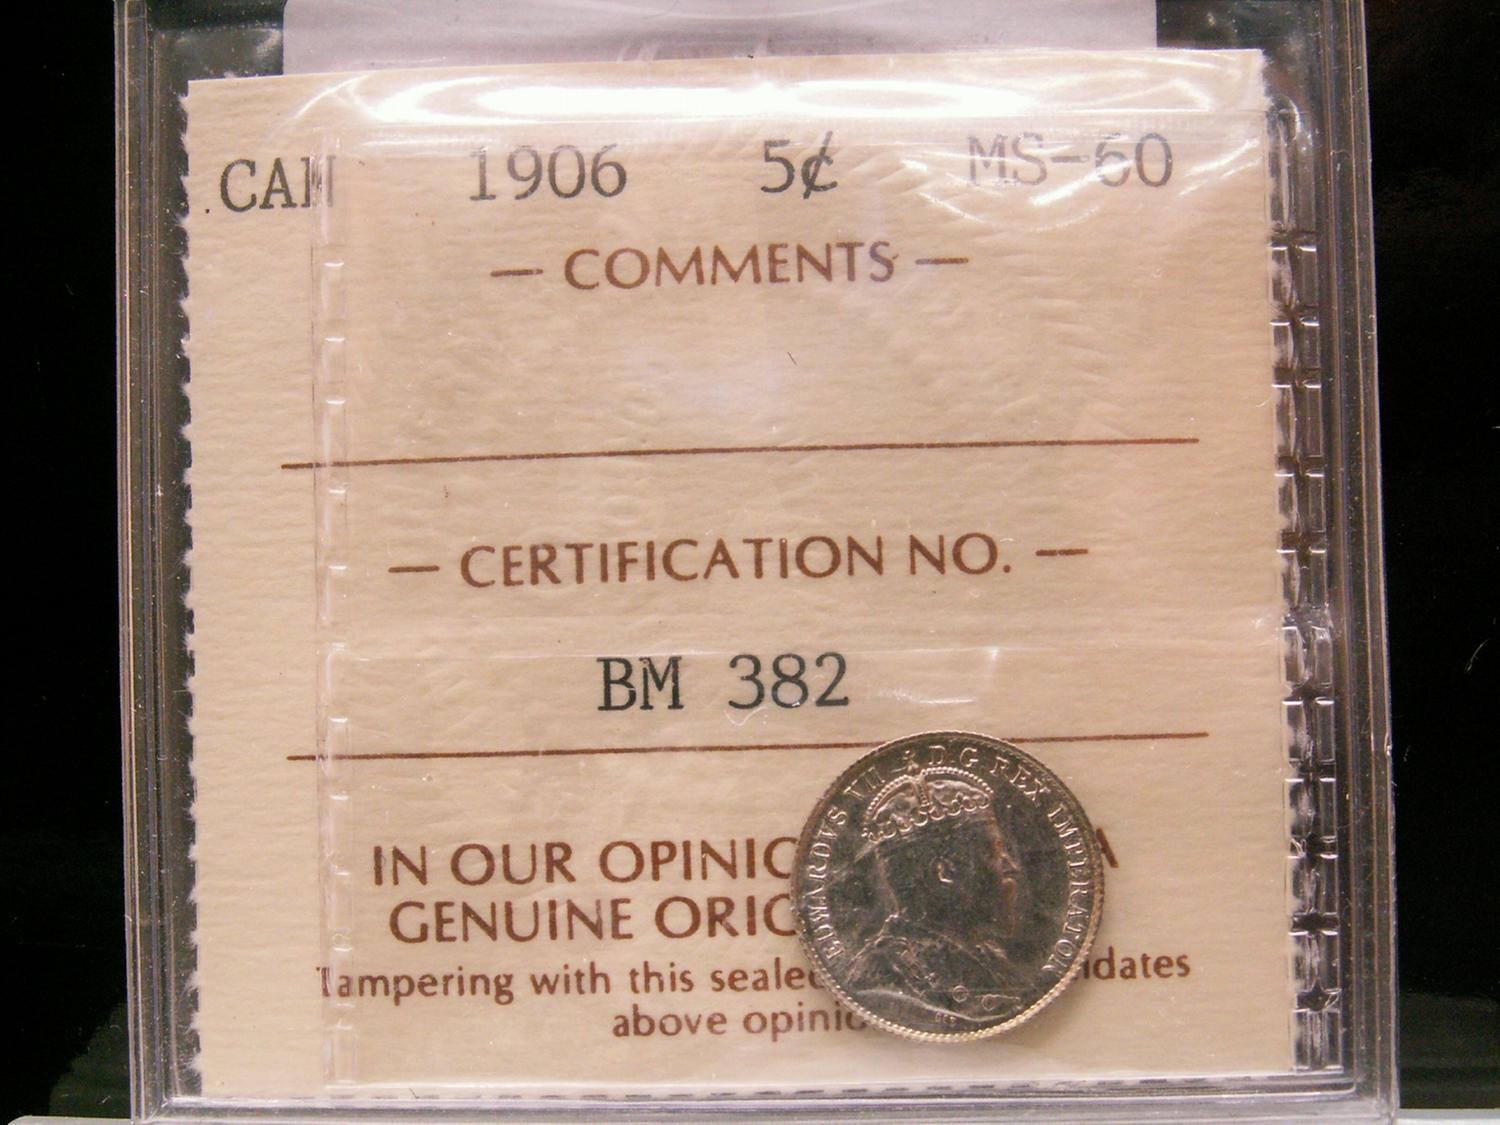 CAN 1906 5¢ MS-60
— COMMENTS —
— CERTIFICATION NO. —
BM 382
IN OUR OPINIO A
GENUINE ORIG
Tampering with this sealed idates
above opinio
EDWARDVS VII D.G REX IMPERATOR